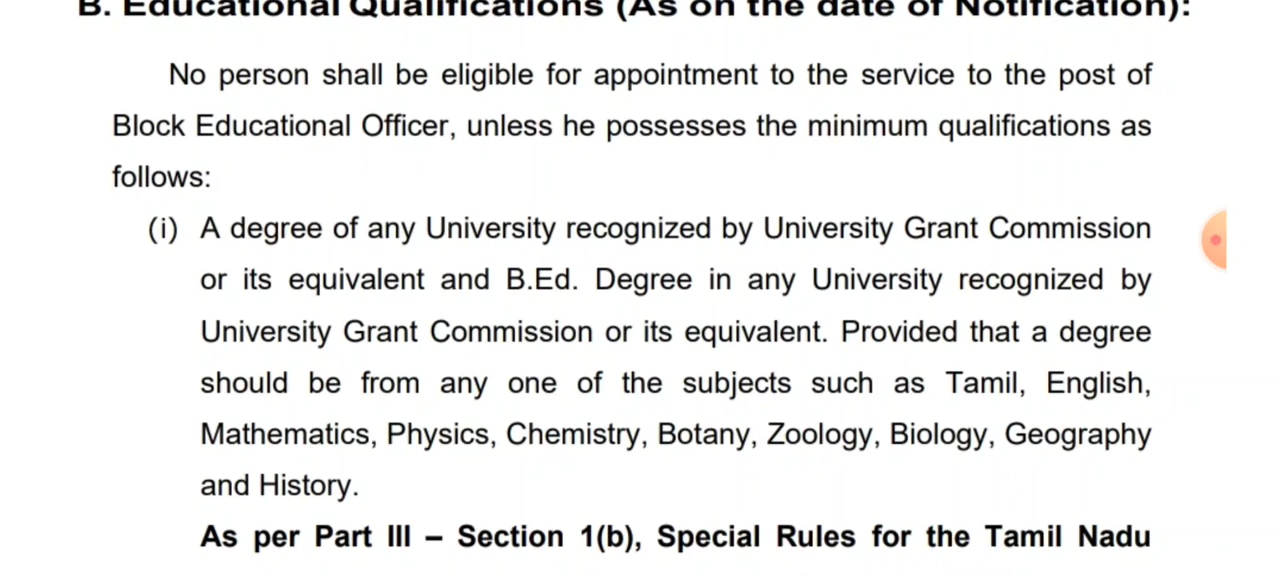 B. Educational Qualifications (As on the date of Notification):
No person shall be eligible for appointment to the service to the post of
Block Educational Officer, unless he possesses the minimum qualifications as
follows:
(i) A degree of any University recognized by University Grant Commission
or its equivalent and B.Ed. Degree in any University recognized by
University Grant Commission or its equivalent. Provided that a degree
should be from any one of the subjects such as Tamil, English,
Mathematics, Physics, Chemistry, Botany, Zoology, Biology, Geography
and History.
As per Part III – Section 1(b), Special Rules for the Tamil Nadu